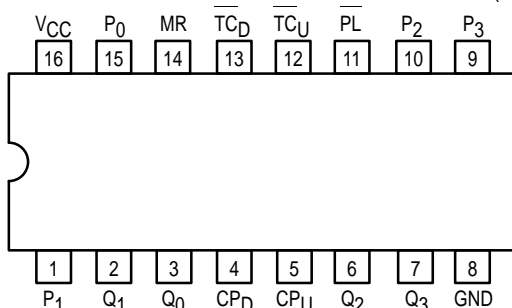 VCC P0 MR TCD TCU PL P2 P3
16 15 14 13 12 11 10 9
1 2 3 4 5 6 7 8
P1 Q1 Q0 CPD CPU Q2 Q3 GND